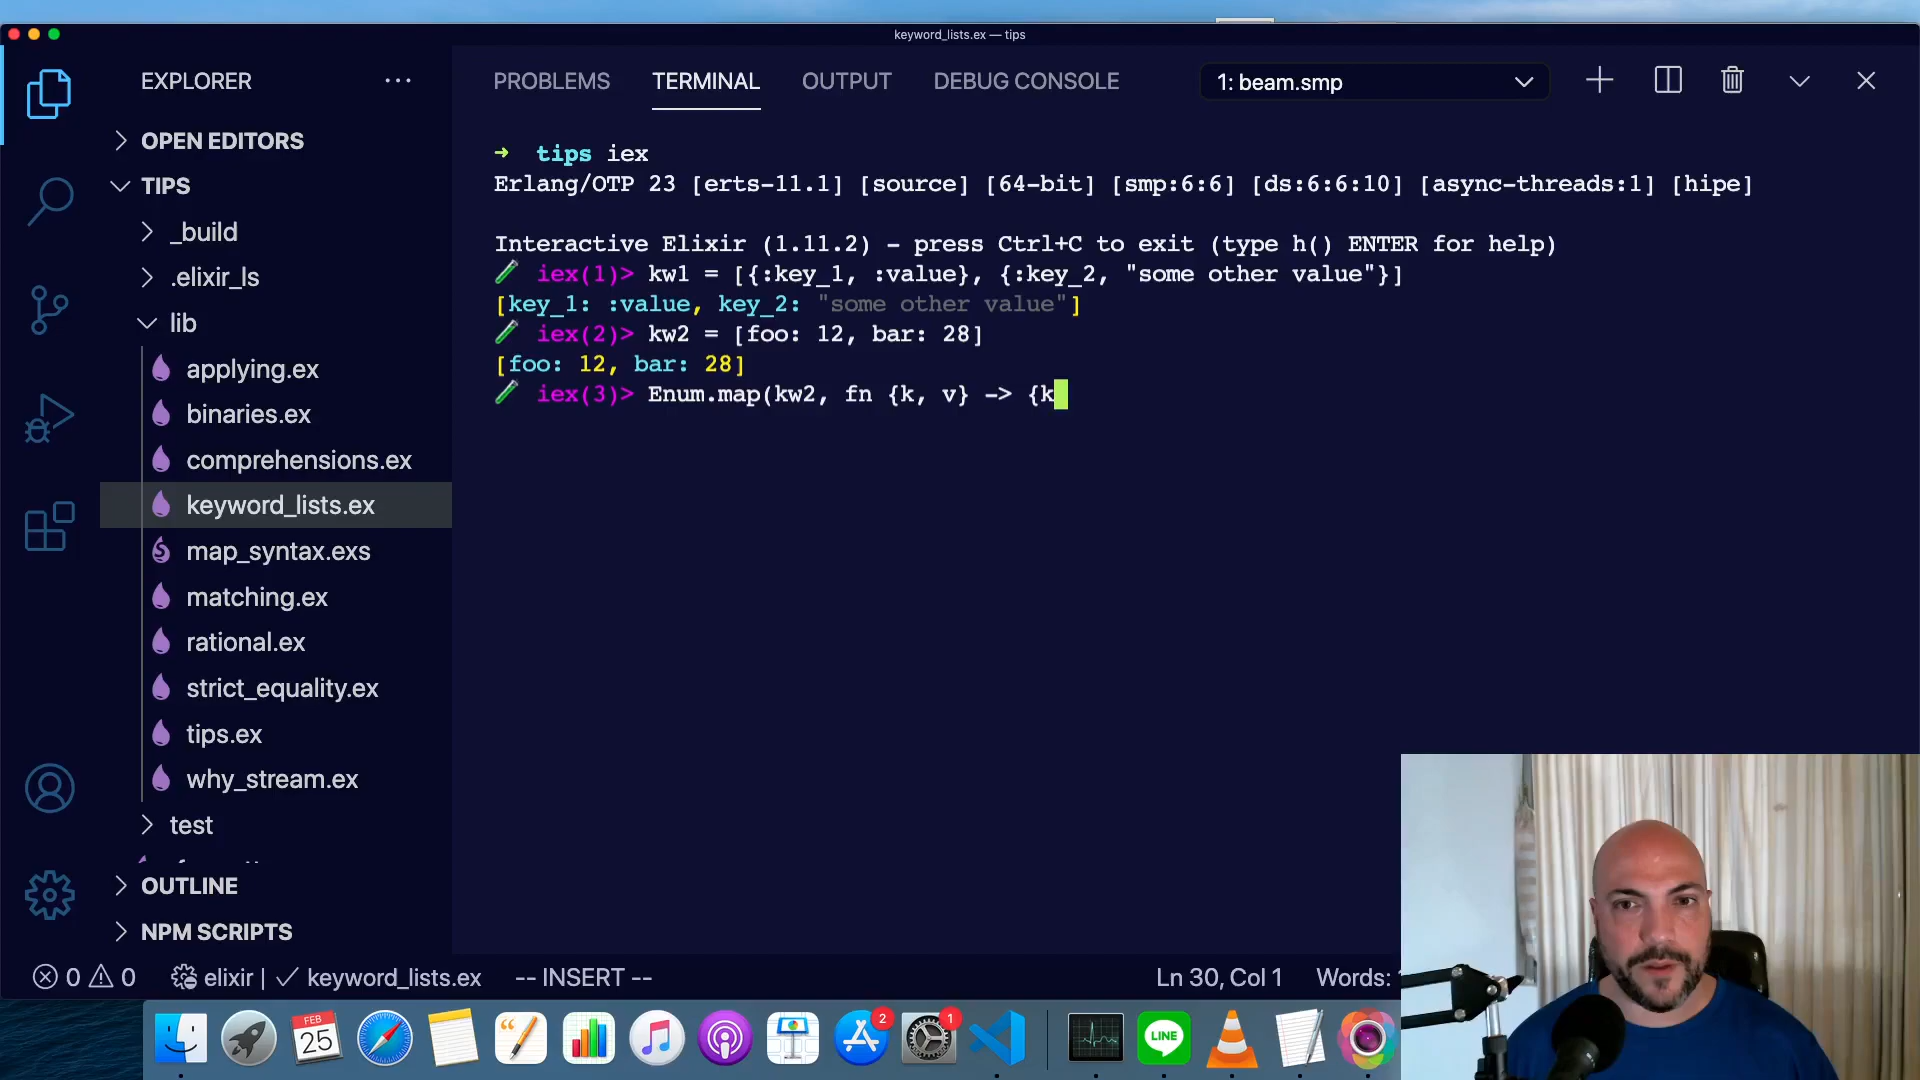 keyword_lists.ex — tips
EXPLORER
PROBLEMS TERMINAL OUTPUT DEBUG CONSOLE
1: beam.smp
OPEN EDITORS
TIPS
_build
.elixir_ls
lib
applying.ex
binaries.ex
comprehensions.ex
keyword_lists.ex
map_syntax.exs
matching.ex
rational.ex
strict_equality.ex
tips.ex
why_stream.ex
test
OUTLINE
NPM SCRIPTS
➜ tips iex
Erlang/OTP 23 [erts-11.1] [source] [64-bit] [smp:6:6] [ds:6:6:10] [async-threads:1] [hipe]
Interactive Elixir (1.11.2) - press Ctrl+C to exit (type h() ENTER for help)
iex(1)> kw1 = [{:key_1, :value}, {:key_2, "some other value"}]
[key_1: :value, key_2: "some other value"]
iex(2)> kw2 = [foo: 12, bar: 28]
[foo: 12, bar: 28]
iex(3)> Enum.map(kw2, fn {k, v} -> {k
0 0 elixir | ✓ keyword_lists.ex -- INSERT -- Ln 30, Col 1 Words:
FEB
25
2
1
LINE